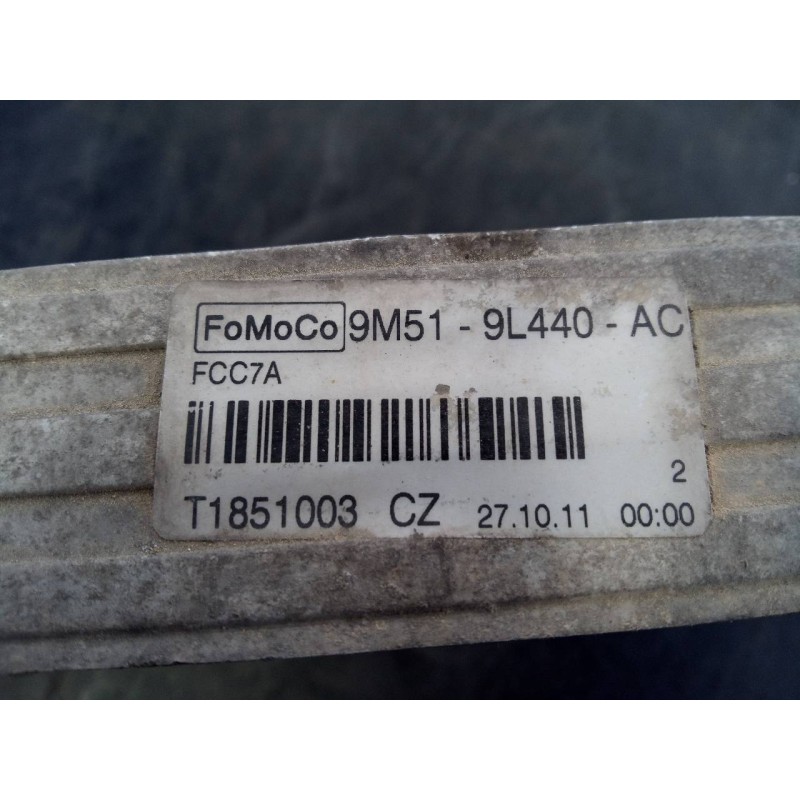 FoMoCo 9M51 - 9L440 - AC
FCC7A
2
T1851003 CZ 27.10.11 00:00